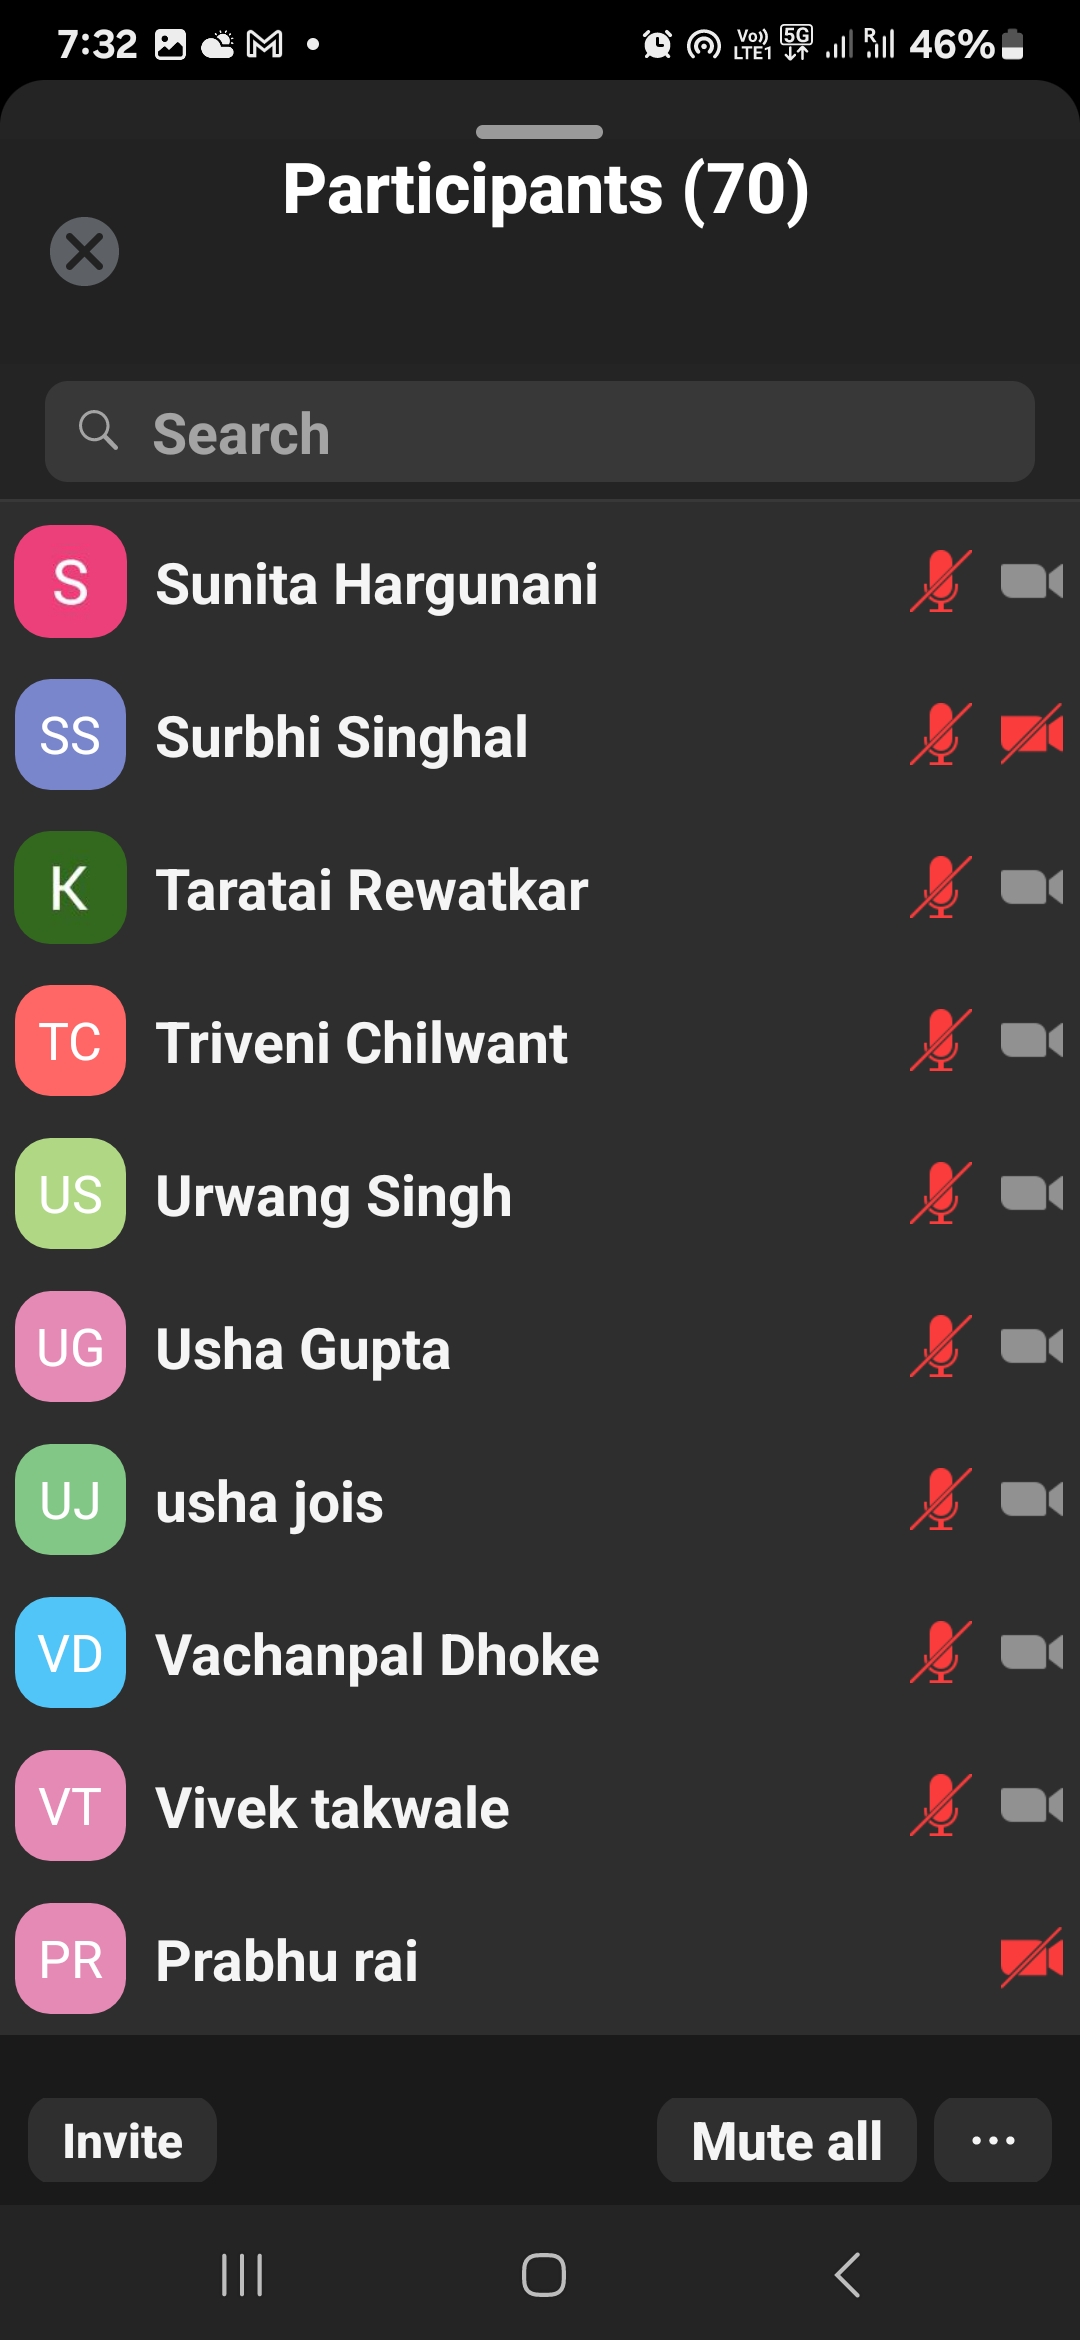 7:32 Vo)) LTE1 5G R 46%
Participants (70)
Search
S Sunita Hargunani
SS Surbhi Singhal
K Taratai Rewatkar
TC Triveni Chilwant
US Urwang Singh
UG Usha Gupta
UJ usha jois
VD Vachanpal Dhoke
VT Vivek takwale
PR Prabhu rai
Invite Mute all ...